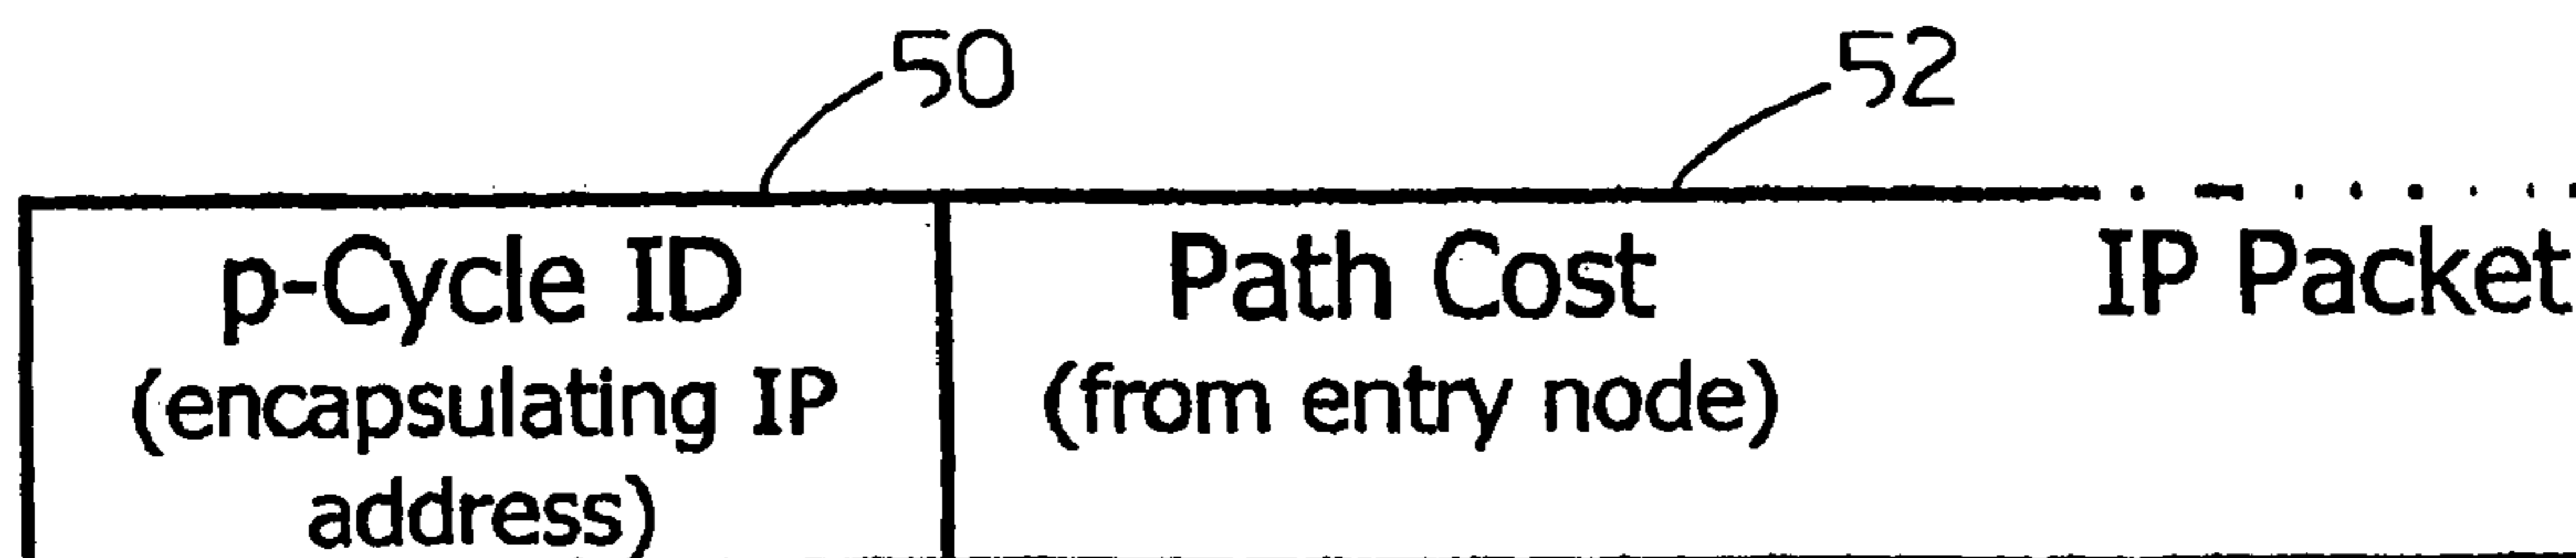 50
52
p-Cycle ID
(encapsulating IP
address)
Path Cost
(from entry node)
IP Packet